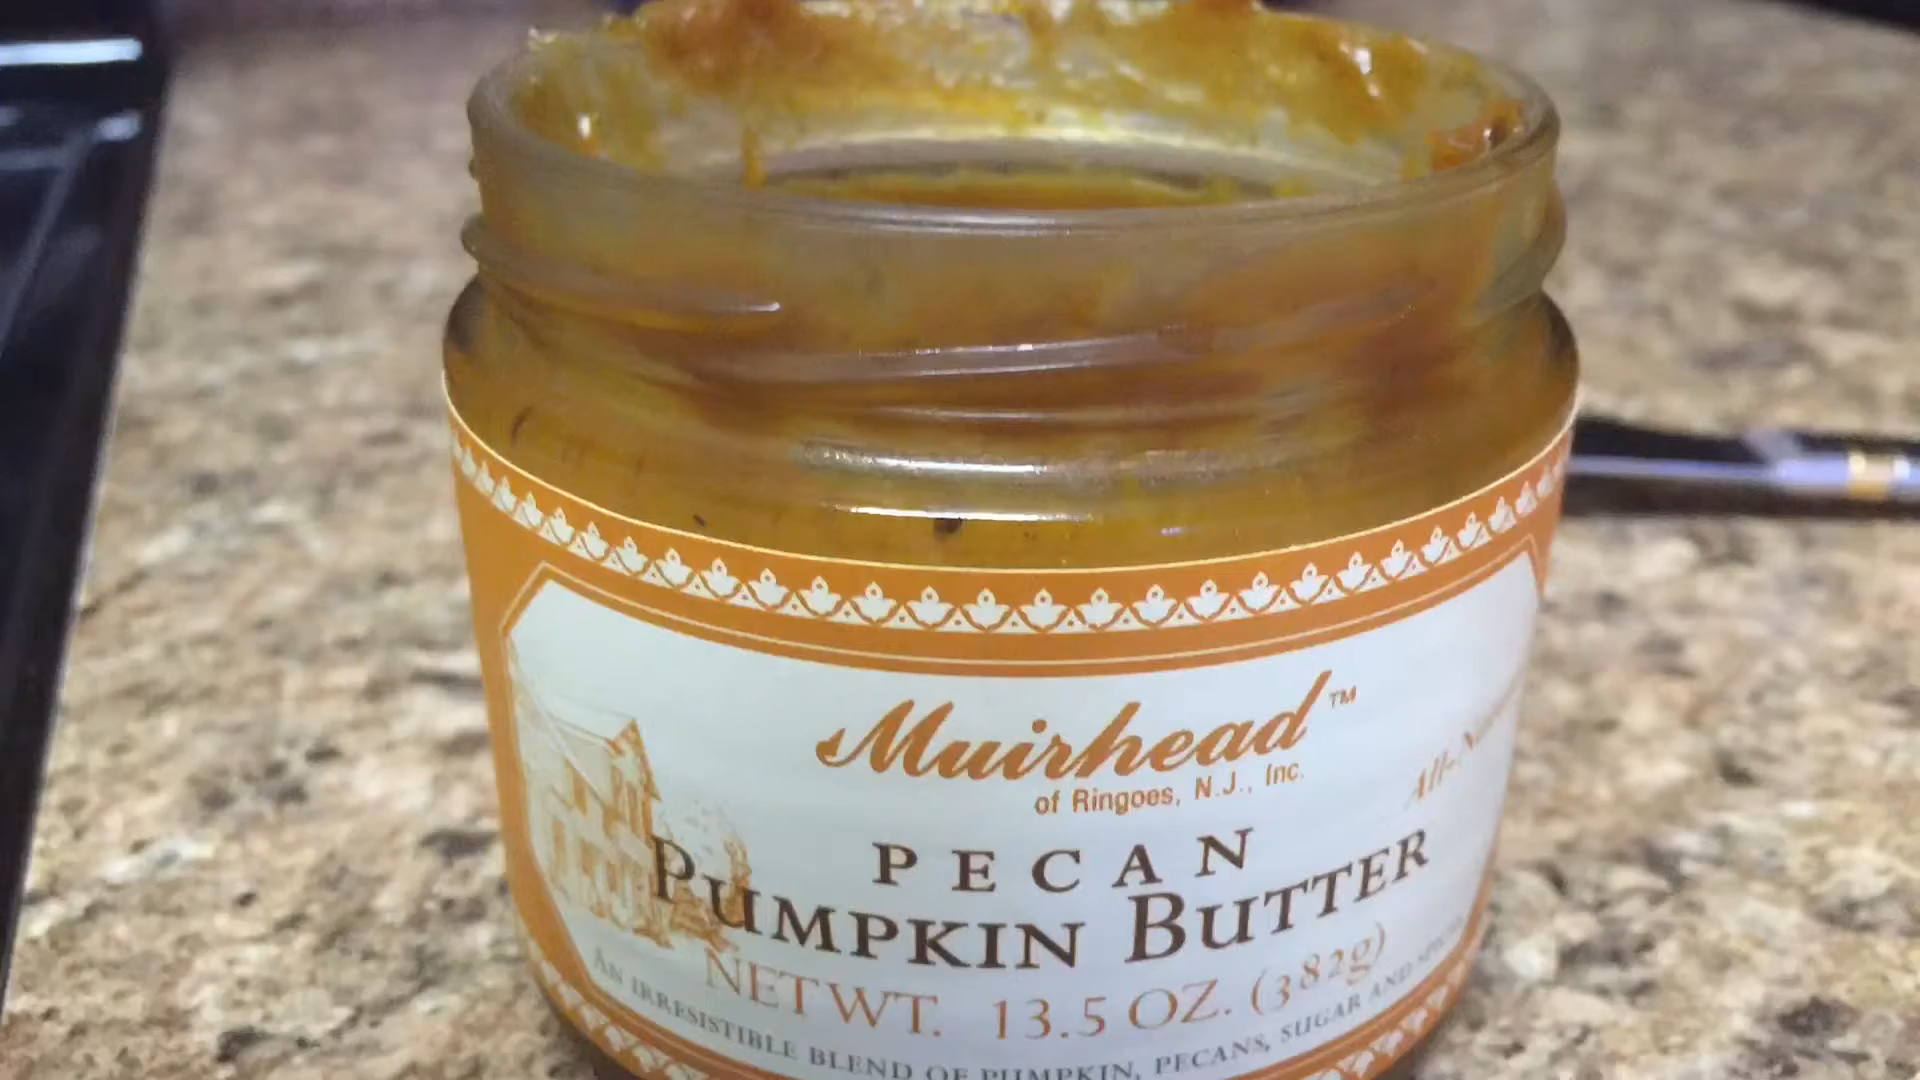 Muirhead™
of Ringoes, N.J., Inc.
All-
PECAN
PUMPKIN BUTTER
NET WT. 13.5 OZ. (382g)
AN IRRESISTIBLE BLEND OF PUMPKIN, PECANS, SUGAR AND